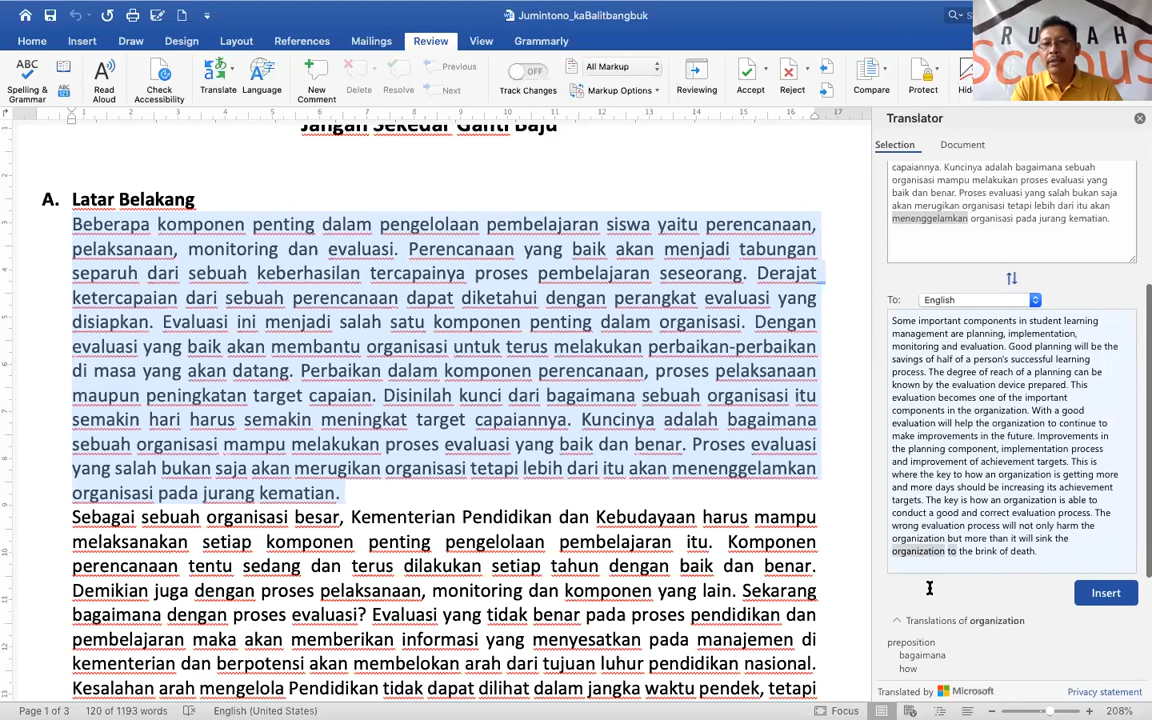 Jumintono_kaBalitbangbuk
Home Insert Draw Design Layout References Mailings Review View Grammarly
Spelling & Grammar
Read Aloud
Check Accessibility
Translate Language
New Comment
Delete
Resolve
Previous
Next
OFF
Track Changes
All Markup
Markup Options
Reviewing
Accept
Reject
Compare
Protect
RUMAH
Jangan Sekedar Ganti Baju
A. Latar Belakang
Beberapa komponen penting dalam pengelolaan pembelajaran siswa yaitu perencanaan,
pelaksanaan, monitoring dan evaluasi. Perencanaan yang baik akan menjadi tabungan
separuh dari sebuah keberhasilan tercapainya proses pembelajaran seseorang. Derajat
ketercapaian dari sebuah perencanaan dapat diketahui dengan perangkat evaluasi yang
disiapkan. Evaluasi ini menjadi salah satu komponen penting dalam organisasi. Dengan
evaluasi yang baik akan membantu organisasi untuk terus melakukan perbaikan-perbaikan
di masa yang akan datang. Perbaikan dalam komponen perencanaan, proses pelaksanaan
maupun peningkatan target capaian. Disinilah kunci dari bagaimana sebuah organisasi itu
semakin hari harus semakin meningkat target capaiannya. Kuncinya adalah bagaimana
sebuah organisasi mampu melakukan proses evaluasi yang baik dan benar. Proses evaluasi
yang salah bukan saja akan merugikan organisasi tetapi lebih dari itu akan menenggelamkan
organisasi pada jurang kematian.
Sebagai sebuah organisasi besar, Kementerian Pendidikan dan Kebudayaan harus mampu
melaksanakan setiap komponen penting pengelolaan pembelajaran itu. Komponen
perencanaan tentu sedang dan terus dilakukan setiap tahun dengan baik dan benar.
Demikian juga dengan proses pelaksanaan, monitoring dan komponen yang lain. Sekarang
bagaimana dengan proses evaluasi? Evaluasi yang tidak benar pada proses pendidikan dan
pembelajaran maka akan memberikan informasi yang menyesatkan pada manajemen di
kementerian dan berpotensi akan membelokan arah dari tujuan luhur pendidikan nasional.
Kesalahan arah mengelola Pendidikan tidak dapat dilihat dalam jangka waktu pendek, tetapi
Translator
Selection Document
capaiannya. Kuncinya adalah bagaimana sebuah
organisasi mampu melakukan proses evaluasi yang
baik dan benar. Proses evaluasi yang salah bukan saja
akan merugikan organisasi tetapi lebih dari itu akan
menenggelamkan organisasi pada jurang kematian.
To: English
Some important components in student learning
management are planning, implementation,
monitoring and evaluation. Good planning will be the
savings of half of a person's successful learning
process. The degree of reach of a planning can be
known by the evaluation device prepared. This
evaluation becomes one of the important
components in the organization. With a good
evaluation will help the organization to continue to
make improvements in the future. Improvements in
the planning component, implementation process
and improvement of achievement targets. This is
where the key to how an organization is getting more
and more days should be increasing its achievement
targets. The key is how an organization is able to
conduct a good and correct evaluation process. The
wrong evaluation process will not only harm the
organization but more than it will sink the
organization to the brink of death.
Insert
Translations of organization
preposition
bagaimana
how
Translated by Microsoft Privacy statement
Page 1 of 3 120 of 1193 words English (United States) Focus 208%